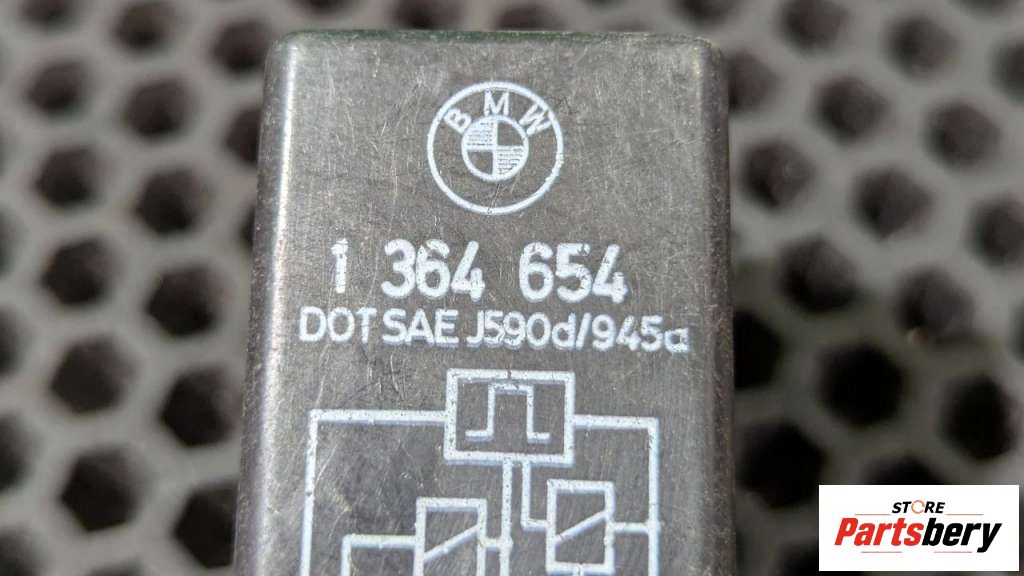 BMW
1 364 654
DOT SAE J590d/945a
STORE
Partsbery